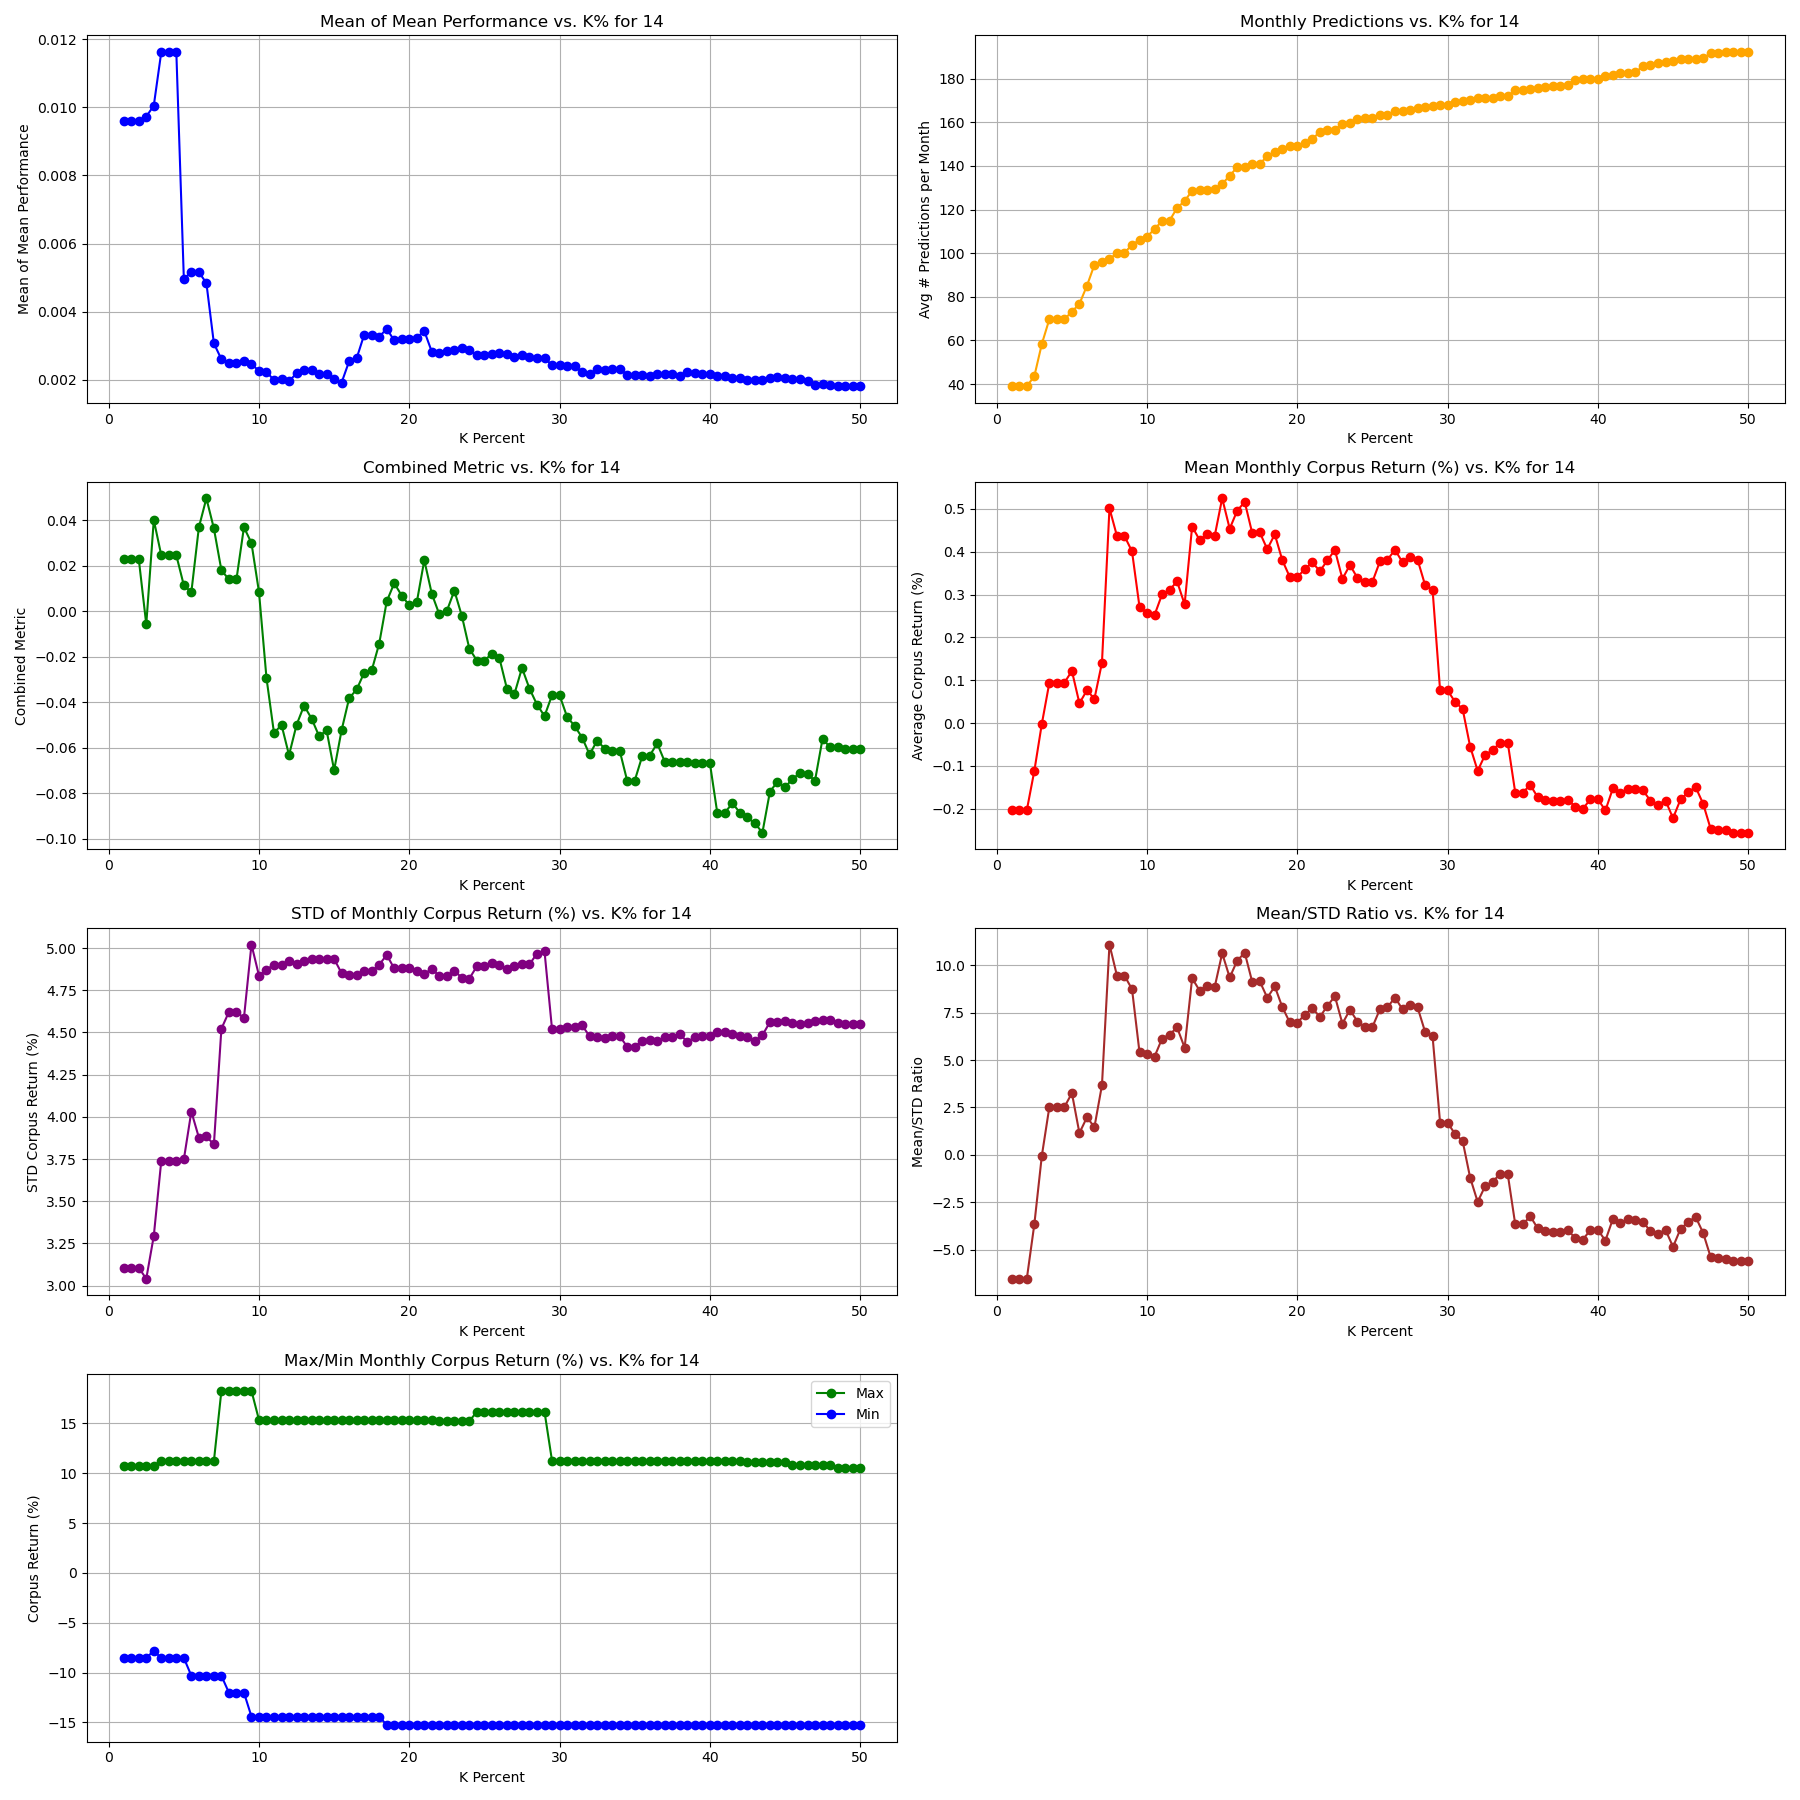 Mean of Mean Performance vs. K% for 14
Mean of Mean Performance
0.012
0.010
0.008
0.006
0.004
0.002
0 10 20 30 40 50
K Percent
Monthly Predictions vs. K% for 14
Avg # Predictions per Month
180
160
140
120
100
80
60
40
0 10 20 30 40 50
K Percent
Combined Metric vs. K% for 14
Combined Metric
0.04
0.02
0.00
−0.02
−0.04
−0.06
−0.08
−0.10
0 10 20 30 40 50
K Percent
Mean Monthly Corpus Return (%) vs. K% for 14
Average Corpus Return (%)
0.5
0.4
0.3
0.2
0.1
0.0
−0.1
−0.2
0 10 20 30 40 50
K Percent
STD of Monthly Corpus Return (%) vs. K% for 14
STD Corpus Return (%)
5.00
4.75
4.50
4.25
4.00
3.75
3.50
3.25
3.00
0 10 20 30 40 50
K Percent
Mean/STD Ratio vs. K% for 14
Mean/STD Ratio
10.0
7.5
5.0
2.5
0.0
−2.5
−5.0
0 10 20 30 40 50
K Percent
Max/Min Monthly Corpus Return (%) vs. K% for 14
Corpus Return (%)
15
10
5
0
−5
−10
−15
Max
Min
0 10 20 30 40 50
K Percent